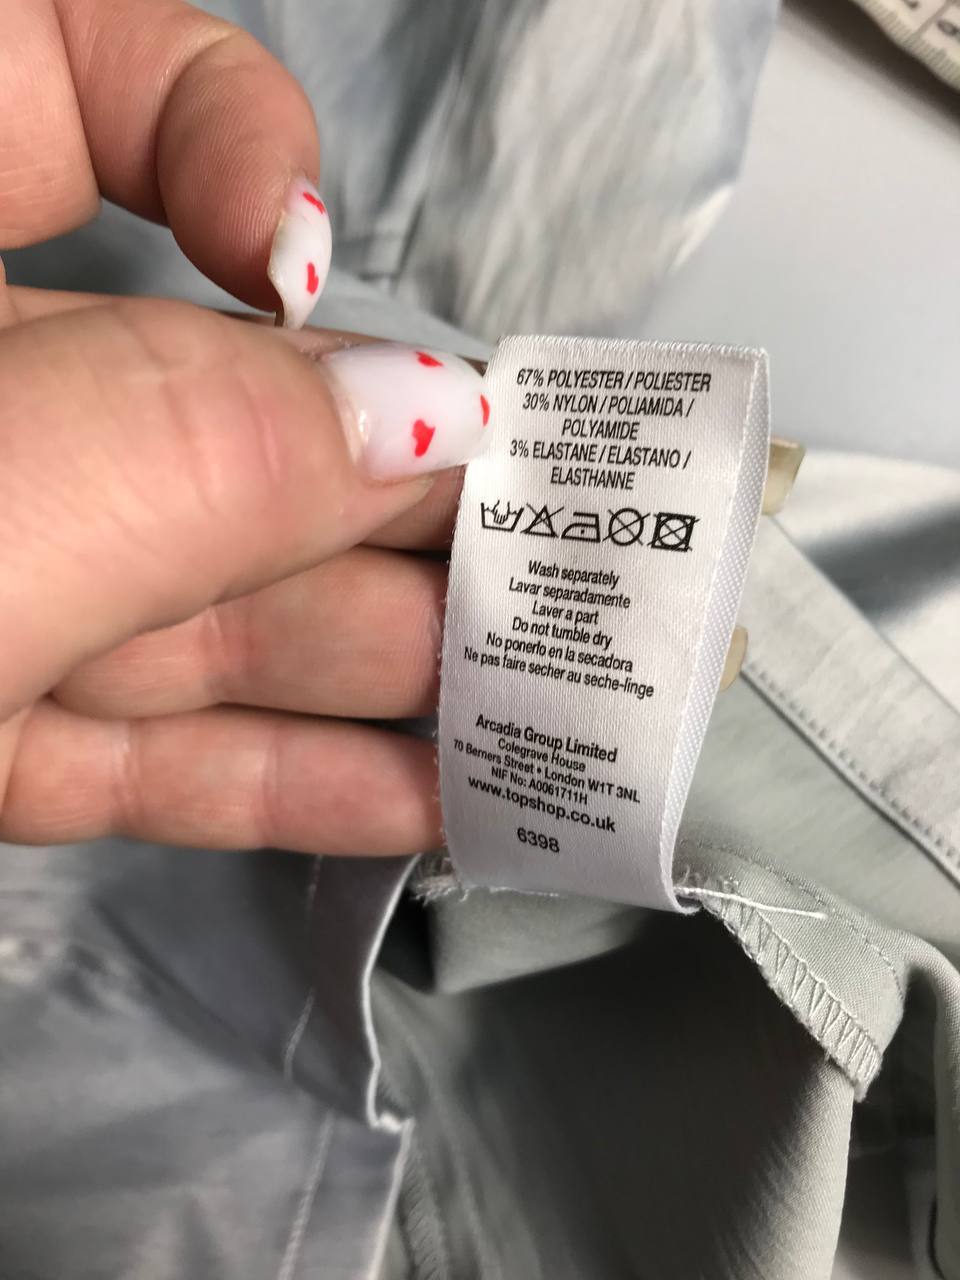 67% POLYESTER / POLIESTER
30% NYLON / POLIAMIDA /
POLYAMIDE
3% ELASTANE / ELASTANO /
ELASTHANNE
Wash separately
Lavar separadamente
Laver a part
Do not tumble dry
No ponerlo en la secadora
Ne pas faire secher au seche-linge
Arcadia Group Limited
Colegrave House
70 Berners Street • London W1T 3NL
NIF No: A0061711H
www.topshop.co.uk
6398